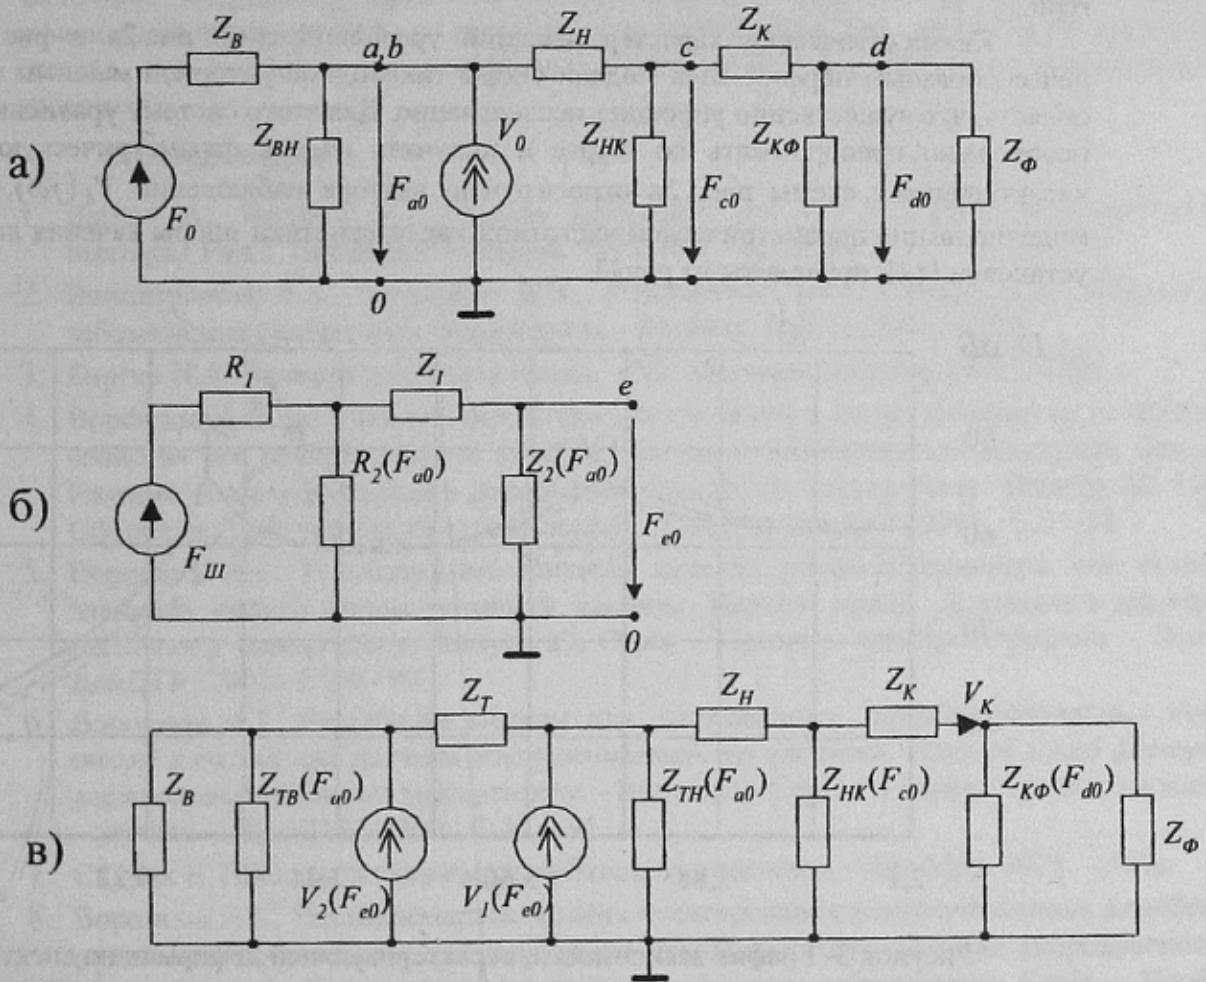 Z_B
a,b
Z_H
c
Z_K
d
а)
F_0
Z_BH
F_a0
V_0
Z_HK
F_c0
Z_КФ
F_d0
Z_Ф
0
R_1
Z_1
e
б)
F_Ш
R_2(F_a0)
Z_2(F_a0)
F_e0
0
Z_T
Z_H
Z_K
V_K
в)
Z_B
Z_TB(F_a0)
V_2(F_e0)
V_1(F_e0)
Z_TH(F_a0)
Z_HK(F_c0)
Z_КФ(F_d0)
Z_Ф